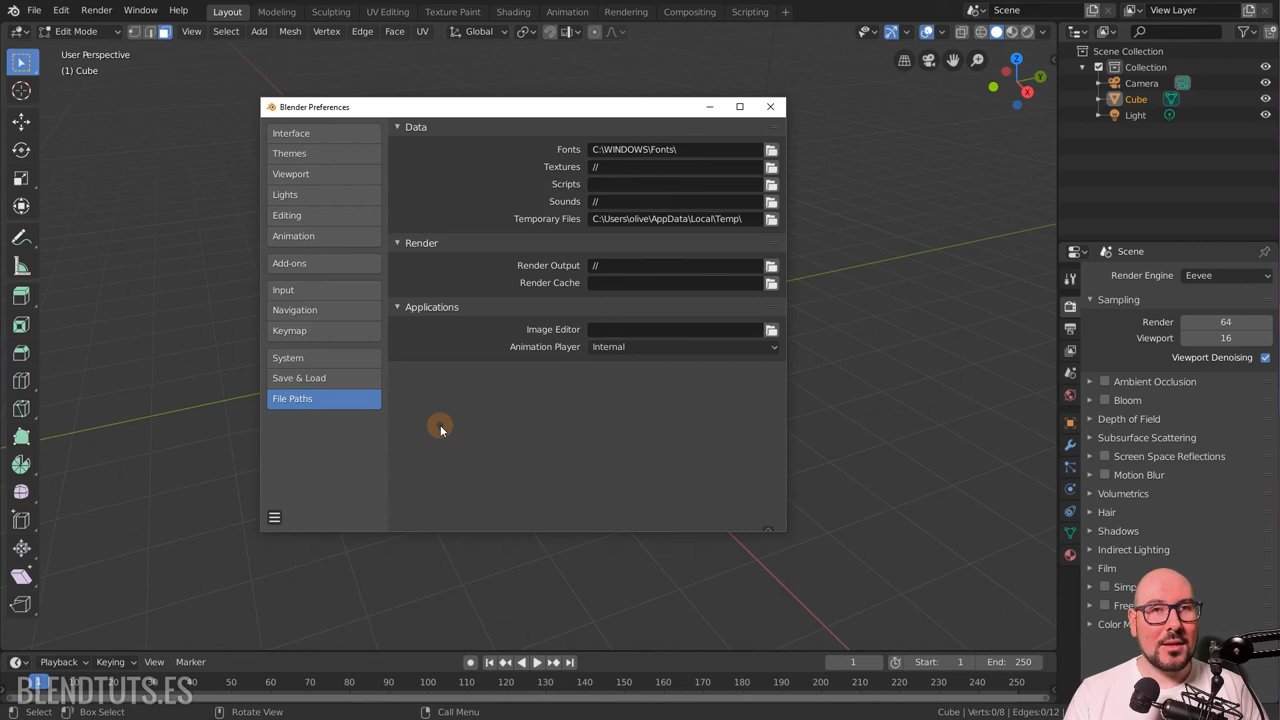 File Edit Render Window Help Layout Modeling Sculpting UV Editing Texture Paint Shading Animation Rendering Compositing Scripting + Scene View Layer
Edit Mode View Select Add Mesh Vertex Edge Face UV Global
User Perspective
(1) Cube
Z
Y
X
Scene Collection
Collection
Camera
Cube
Light
Blender Preferences
Interface
Themes
Viewport
Lights
Editing
Animation
Add-ons
Input
Navigation
Keymap
System
Save & Load
File Paths
Data
Fonts C:\WINDOWS\Fonts\
Textures //
Scripts
Sounds //
Temporary Files C:\Users\olive\AppData\Local\Temp\
Render
Render Output //
Render Cache
Applications
Image Editor
Animation Player Internal
Scene
Render Engine Eevee
Sampling
Render 64
Viewport 16
Viewport Denoising
Ambient Occlusion
Bloom
Depth of Field
Subsurface Scattering
Screen Space Reflections
Motion Blur
Volumetrics
Hair
Shadows
Indirect Lighting
Film
Playback Keying View Marker 1 Start: 1 End: 250
1 20 30 40 50 60 70 80 90 100 110 120 130 140 150 160 170 180 190 200 210 220 230 240 250
BLENDTUTS.ES
Select Box Select Rotate View Call Menu Cube | Verts:0/8 | Edges:0/12